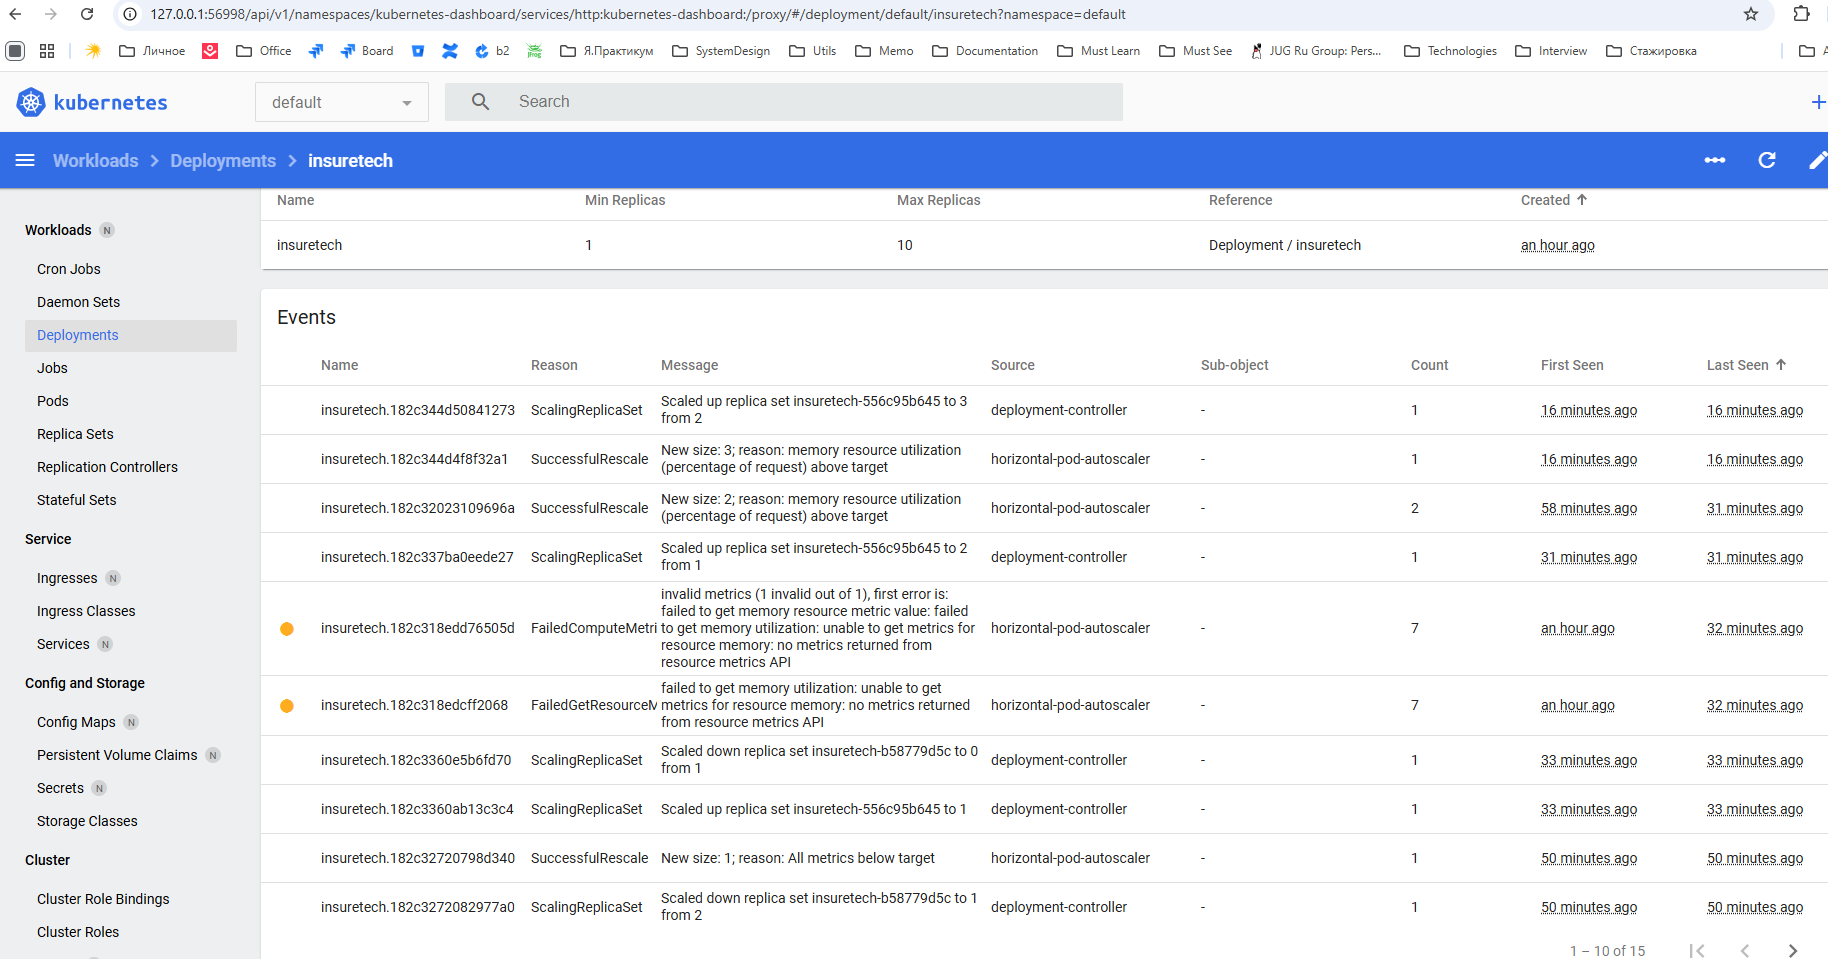 127.0.0.1:56998/api/v1/namespaces/kubernetes-dashboard/services/http:kubernetes-dashboard:/proxy/#/deployment/default/insuretech?namespace=default
Личное
Office
Board
b2
Я.Практикум
SystemDesign
Utils
Memo
Documentation
Must Learn
Must See
JUG Ru Group: Pers...
Technologies
Interview
Стажировка
kubernetes
default
Search
Workloads
Deployments
insuretech
Workloads N
Cron Jobs
Daemon Sets
Deployments
Jobs
Pods
Replica Sets
Replication Controllers
Stateful Sets
Service
Ingresses N
Ingress Classes
Services N
Config and Storage
Config Maps N
Persistent Volume Claims N
Secrets N
Storage Classes
Cluster
Cluster Role Bindings
Cluster Roles
Name Min Replicas Max Replicas Reference Created
insuretech 1 10 Deployment / insuretech an hour ago
Events
Name Reason Message Source Sub-object Count First Seen Last Seen
insuretech.182c344d50841273 ScalingReplicaSet Scaled up replica set insuretech-556c95b645 to 3
from 2
deployment-controller - 1 16 minutes ago 16 minutes ago
insuretech.182c344d4f8f32a1 SuccessfulRescale New size: 3; reason: memory resource utilization
(percentage of request) above target
horizontal-pod-autoscaler - 1 16 minutes ago 16 minutes ago
insuretech.182c32023109696a SuccessfulRescale New size: 2; reason: memory resource utilization
(percentage of request) above target
horizontal-pod-autoscaler - 2 58 minutes ago 31 minutes ago
insuretech.182c337ba0eede27 ScalingReplicaSet Scaled up replica set insuretech-556c95b645 to 2
from 1
deployment-controller - 1 31 minutes ago 31 minutes ago
insuretech.182c318edd76505d FailedComputeMetri invalid metrics (1 invalid out of 1), first error is:
failed to get memory resource metric value: failed
to get memory utilization: unable to get metrics for
resource memory: no metrics returned from
resource metrics API
horizontal-pod-autoscaler - 7 an hour ago 32 minutes ago
insuretech.182c318edcff2068 FailedGetResourceM failed to get memory utilization: unable to get
metrics for resource memory: no metrics returned
from resource metrics API
horizontal-pod-autoscaler - 7 an hour ago 32 minutes ago
insuretech.182c3360e5b6fd70 ScalingReplicaSet Scaled down replica set insuretech-b58779d5c to 0
from 1
deployment-controller - 1 33 minutes ago 33 minutes ago
insuretech.182c3360ab13c3c4 ScalingReplicaSet Scaled up replica set insuretech-556c95b645 to 1 deployment-controller - 1 33 minutes ago 33 minutes ago
insuretech.182c32720798d340 SuccessfulRescale New size: 1; reason: All metrics below target horizontal-pod-autoscaler - 1 50 minutes ago 50 minutes ago
insuretech.182c3272082977a0 ScalingReplicaSet Scaled down replica set insuretech-b58779d5c to 1
from 2
deployment-controller - 1 50 minutes ago 50 minutes ago
1 – 10 of 15